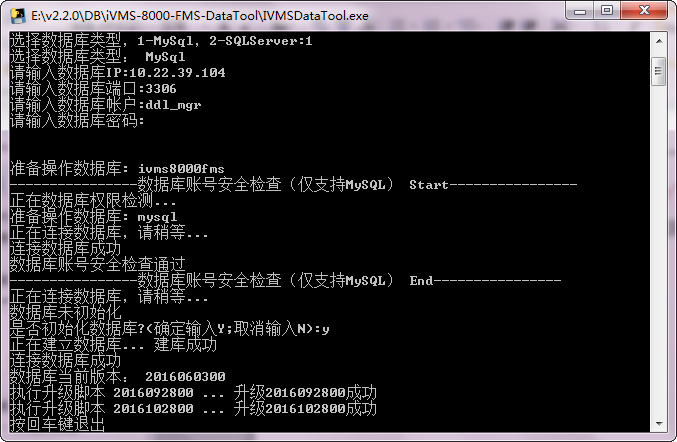 E:\v2.2.0\DB\iVMS-8000-FMS-DataTool\IVMSDataTool.exe
选择数据库类型，1-MySql, 2-SQLServer:1
选择数据库类型： MySql
请输入数据库IP:10.22.39.104
请输入数据库端口:3306
请输入数据库帐户:ddl_mgr
请输入数据库密码:
准备操作数据库: ivms8000fms
----------------数据库账号安全检查（仅支持MySQL） Start----------------
正在数据库权限检测...
准备操作数据库: mysql
正在连接数据库，请稍等...
连接数据库成功
数据库账号安全检查通过
----------------数据库账号安全检查（仅支持MySQL） End----------------
正在连接数据库，请稍等...
数据库未初始化
是否初始化数据库?(确定输入Y;取消输入N):y
正在建立数据库... 建库成功
连接数据库成功
数据库当前版本： 2016060300
执行升级脚本 2016092800 ... 升级2016092800成功
执行升级脚本 2016102800 ... 升级2016102800成功
按回车键退出